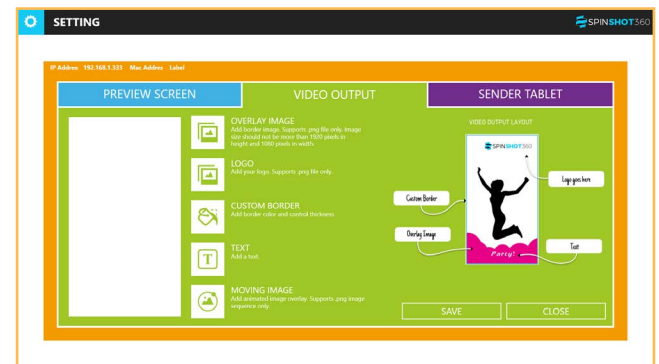 SETTING
SPINSHOT360
IP Addres: 192.168.1.333 Mac Addres Label
PREVIEW SCREEN
VIDEO OUTPUT
SENDER TABLET
OVERLAY IMAGE
Add border image. Supports .png file only. Image
size should not be more than 1920 pixels in
height and 1080 pixels in width.
LOGO
Add your logo. Supports .png file only.
CUSTOM BORDER
Add border color and control thickness
TEXT
Add a text.
MOVING IMAGE
Add animated image overlay. Supports .png image
sequence only.
VIDEO OUTPUT LAYOUT
SPINSHOT360
Logo goes here
Custom Border
Overlay Image
Text
Party!
SAVE
CLOSE